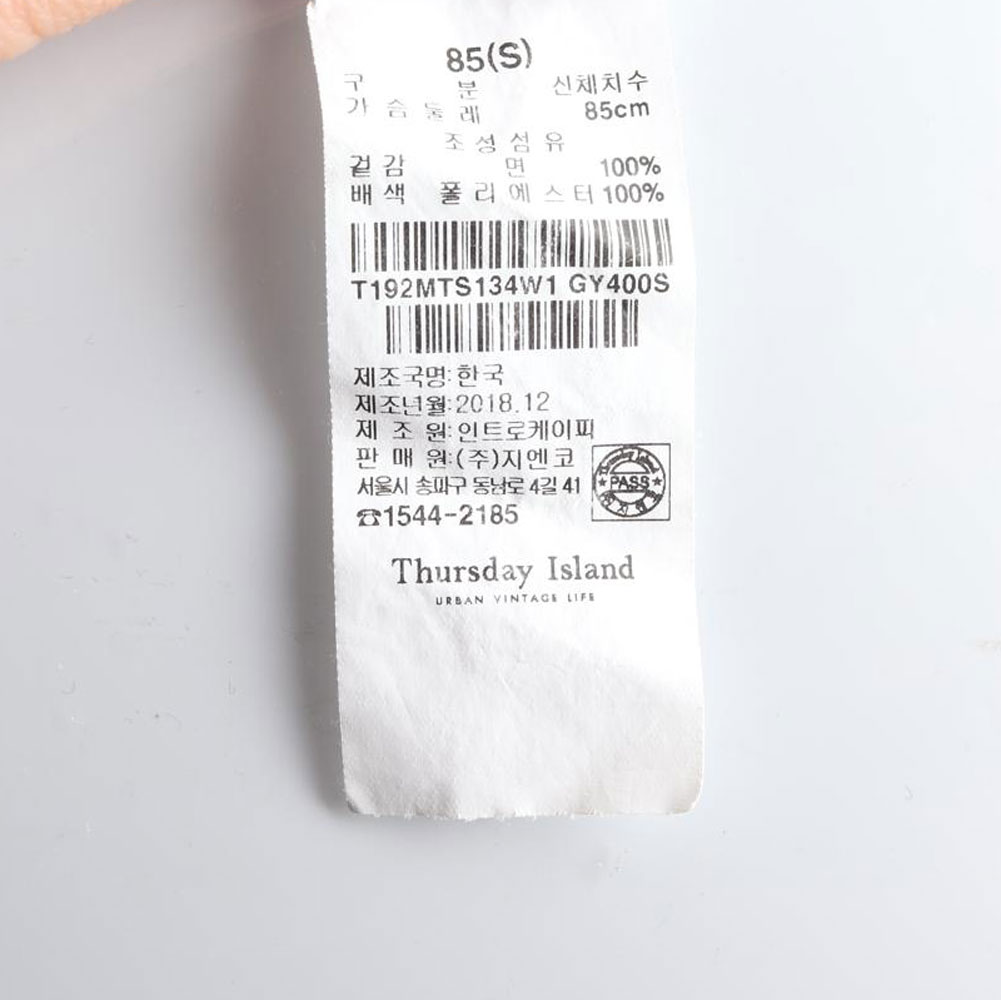 85(S)
구 분 신체치수
가슴둘레 85cm
조성섬유
겉감 면 100%
배색 폴리에스터 100%
T192MTS134W1 GY400S
제조국명:한국
제조년월:2018.12
제 조 원:인트로케이피
판 매 원:(주)지엔코
서울시 송파구 동남로 4길 41
☎1544-2185
PASS
Thursday Island
URBAN VINTAGE LIFE